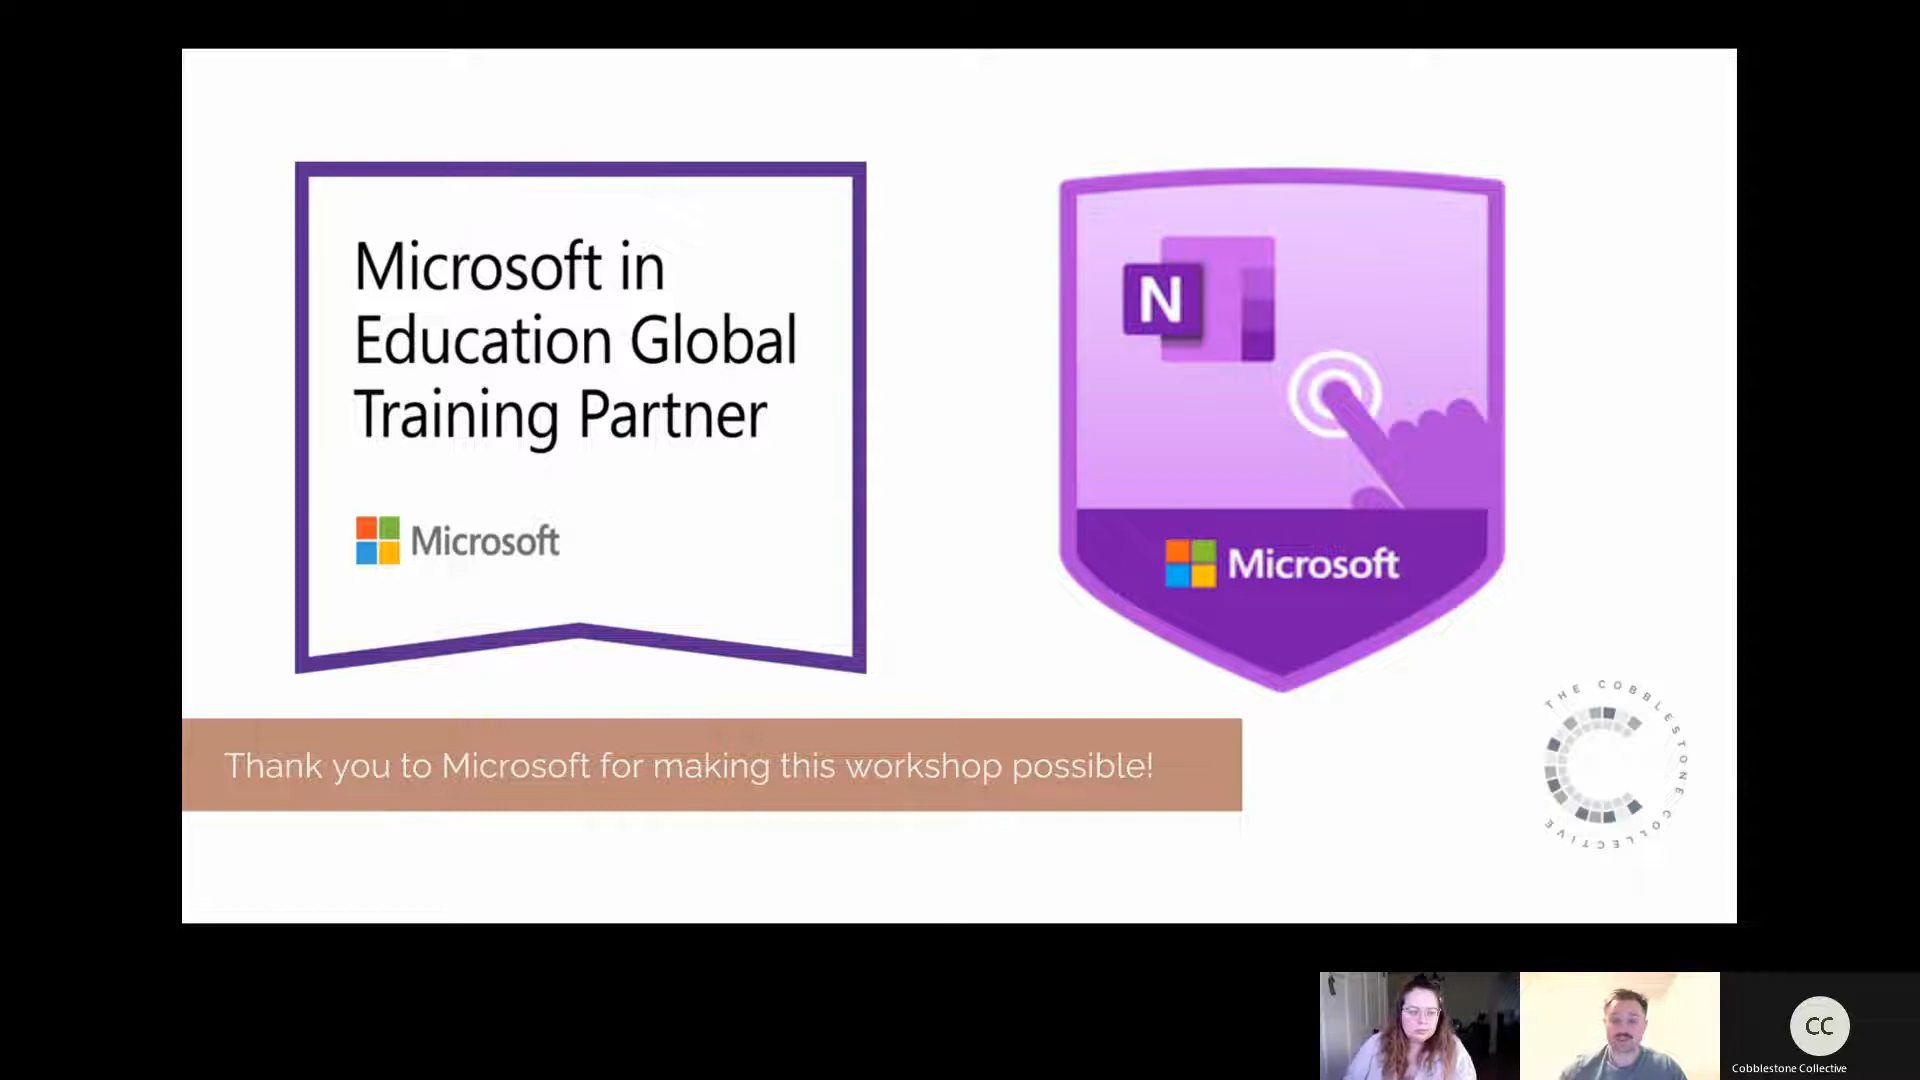 Microsoft in
Education Global
Training Partner
Microsoft
N
Microsoft
THE COBBLESTONE COLLECTIVE
Thank you to Microsoft for making this workshop possible!
CC
Cobblestone Collective